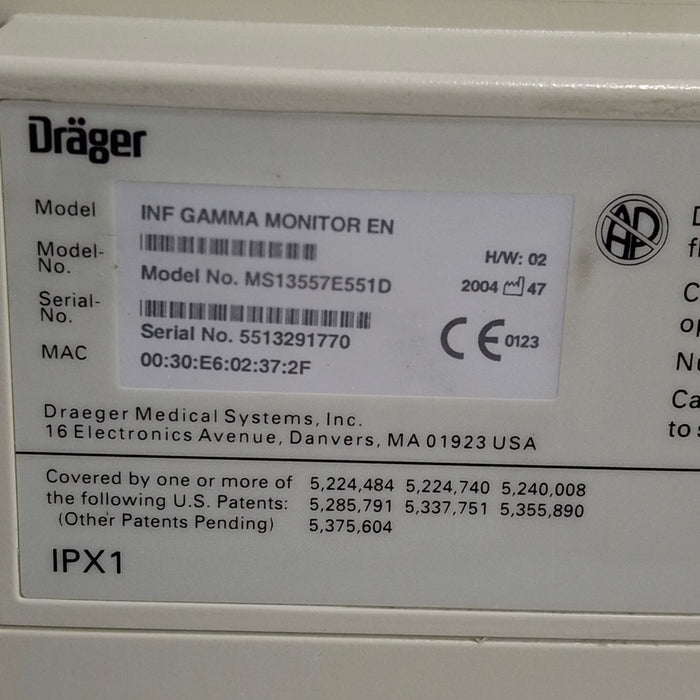 Dräger
Model INF GAMMA MONITOR EN
Model-No. Model No. MS13557E551D
H/W: 02
2004 47
Serial-No. Serial No. 5513291770
CE 0123
MAC 00:30:E6:02:37:2F
AP
Draeger Medical Systems, Inc.
16 Electronics Avenue, Danvers, MA 01923 USA
Covered by one or more of 5,224,484 5,224,740 5,240,008
the following U.S. Patents: 5,285,791 5,337,751 5,355,890
(Other Patents Pending) 5,375,604
IPX1
to